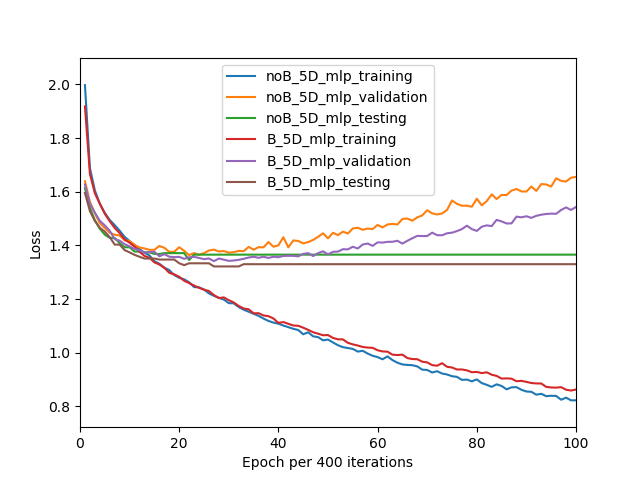 noB_5D_mlp_training
noB_5D_mlp_validation
noB_5D_mlp_testing
B_5D_mlp_training
B_5D_mlp_validation
B_5D_mlp_testing
Loss
2.0
1.8
1.6
1.4
1.2
1.0
0.8
0 20 40 60 80 100
Epoch per 400 iterations